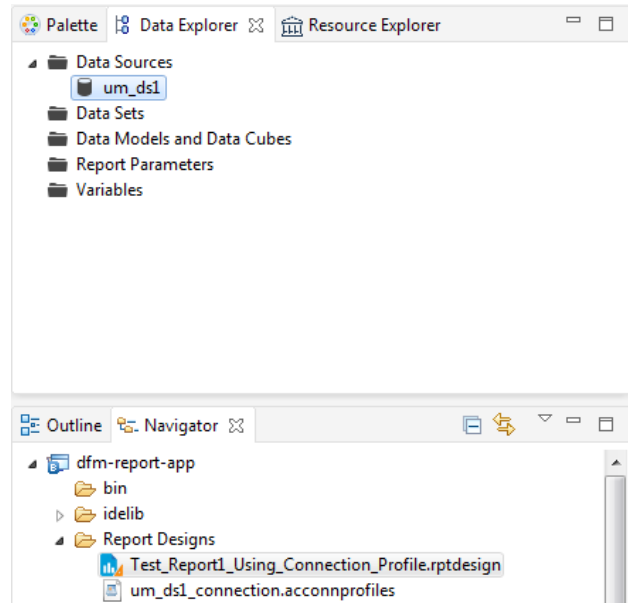 Palette Data Explorer Resource Explorer
Data Sources
um_ds1
Data Sets
Data Models and Data Cubes
Report Parameters
Variables
Outline Navigator
dfm-report-app
bin
idelib
Report Designs
Test_Report1_Using_Connection_Profile.rptdesign
um_ds1_connection.acconnprofiles